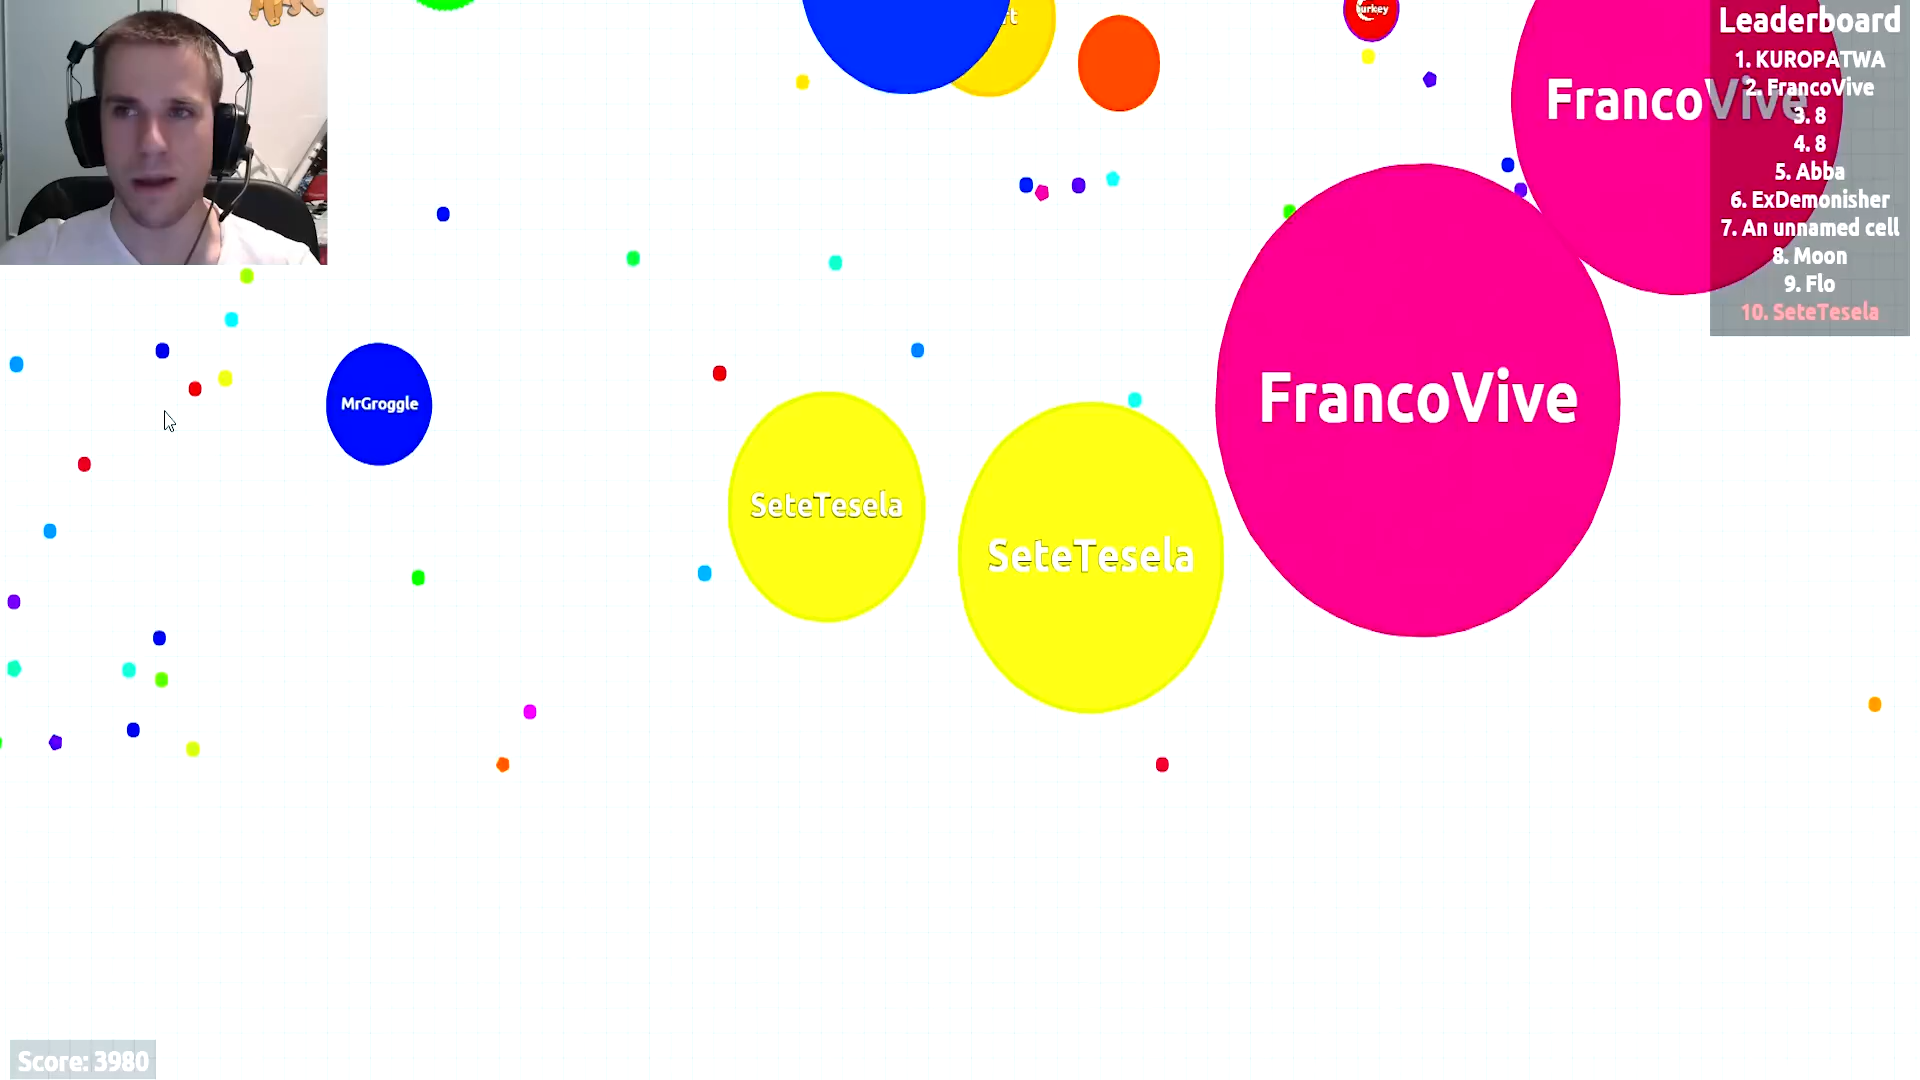 turkey
Leaderboard
1. KUROPATWA
2. FrancoVive
3. 8
4. 8
5. Abba
6. ExDemonisher
7. An unnamed cell
8. Moon
9. Flo
10. SeteTesela
FrancoVive
FrancoVive
MrGroggle
SeteTesela
SeteTesela
Score: 3980